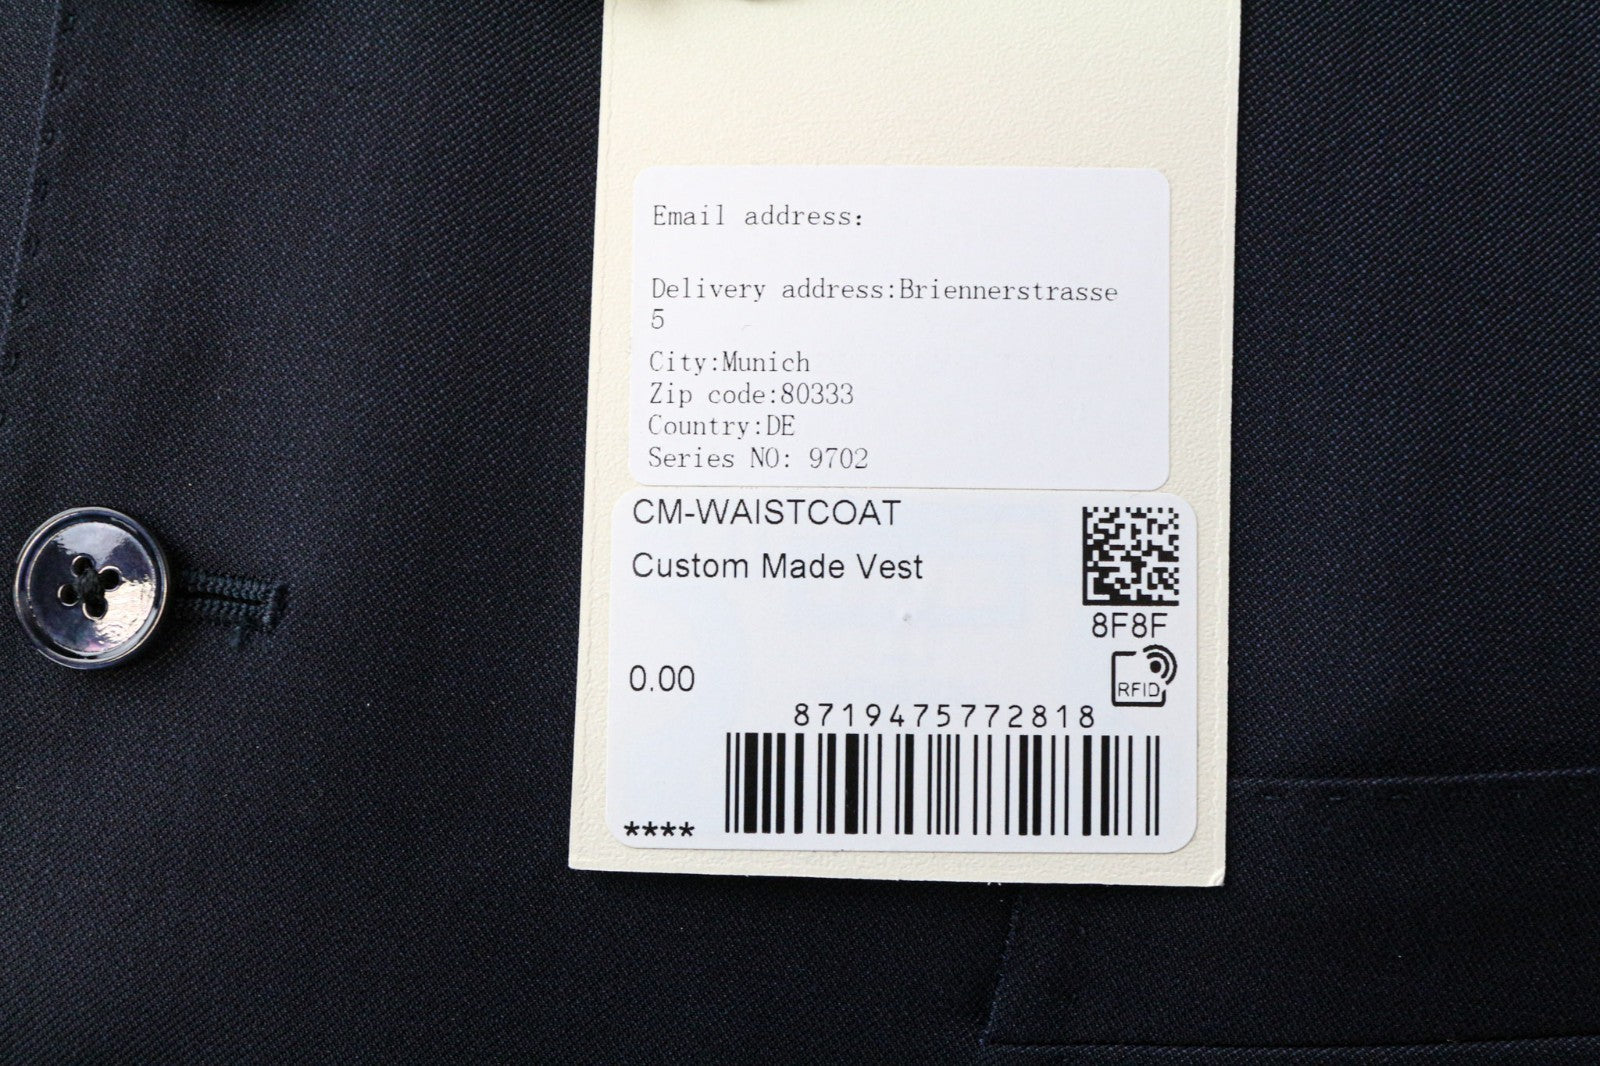 Email address:
Delivery address:Briennerstrasse
5
City:Munich
Zip code:80333
Country:DE
Series NO: 9702
CM-WAISTCOAT
Custom Made Vest
8F8F
0.00
RFID
8719475772818
****